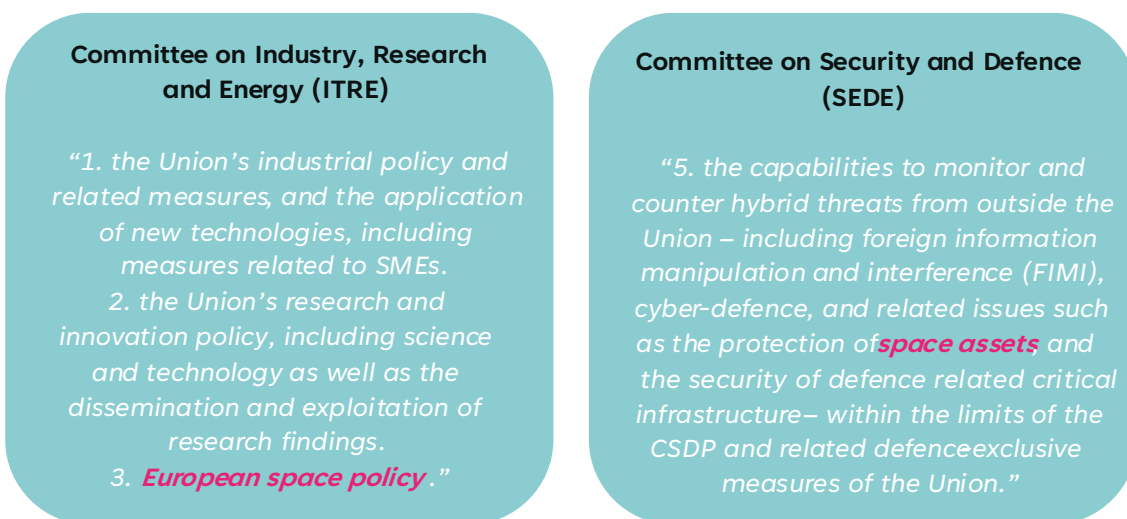 Committee on Industry, Research
and Energy (ITRE)
“1. the Union’s industrial policy and
related measures, and the application
of new technologies, including
measures related to SMEs.
2. the Union’s research and
innovation policy, including science
and technology as well as the
dissemination and exploitation of
research findings.
3. European space policy.”
Committee on Security and Defence
(SEDE)
“5. the capabilities to monitor and
counter hybrid threats from outside the
Union – including foreign information
manipulation and interference (FIMI),
cyber-defence, and related issues such
as the protection of space assets, and
the security of defence related critical
infrastructure – within the limits of the
CSDP and related defence-exclusive
measures of the Union.”